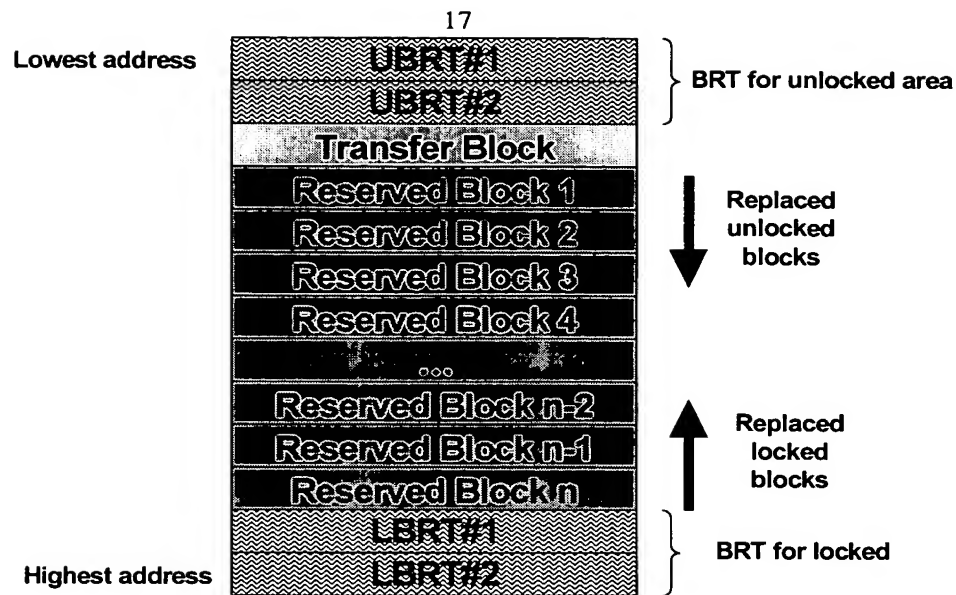 17
Lowest address
UBRT#1
UBRT#2
BRT for unlocked area
Transfer Block
Reserved Block 1
Reserved Block 2
Reserved Block 3
Reserved Block 4
Replaced
unlocked
blocks
...
Reserved Block n-2
Reserved Block n-1
Reserved Block n
Replaced
locked
blocks
LBRT#1
LBRT#2
BRT for locked
Highest address